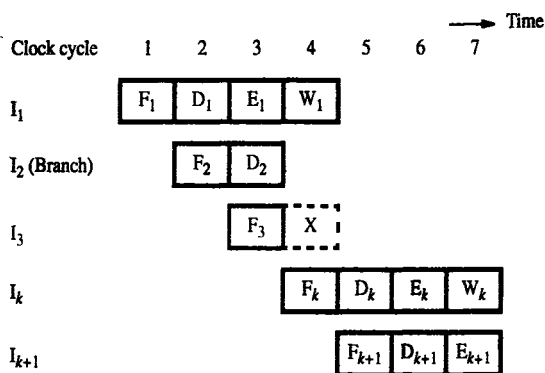 Time
Clock cycle 1 2 3 4 5 6 7
I₁ F₁ D₁ E₁ W₁
I₂ (Branch) F₂ D₂
I₃ F₃ X
Iₖ Fₖ Dₖ Eₖ Wₖ
Iₖ₊₁ Fₖ₊₁ Dₖ₊₁ Eₖ₊₁